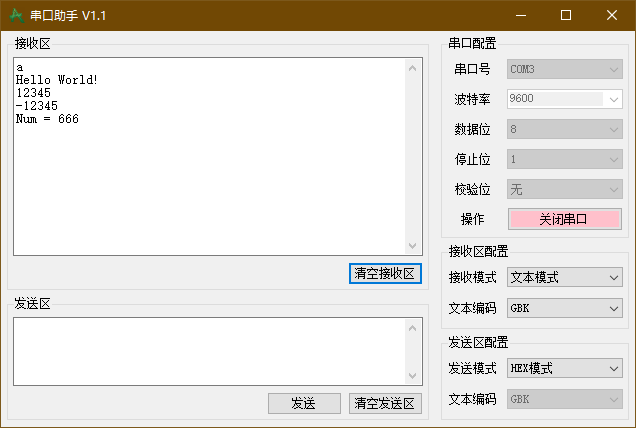 串口助手 V1.1
接收区
a
Hello World!
12345
-12345
Num = 666
清空接收区
发送区
发送
清空发送区
串口配置
串口号 COM3
波特率 9600
数据位 8
停止位 1
校验位 无
操作 关闭串口
接收区配置
接收模式 文本模式
文本编码 GBK
发送区配置
发送模式 HEX模式
文本编码 GBK